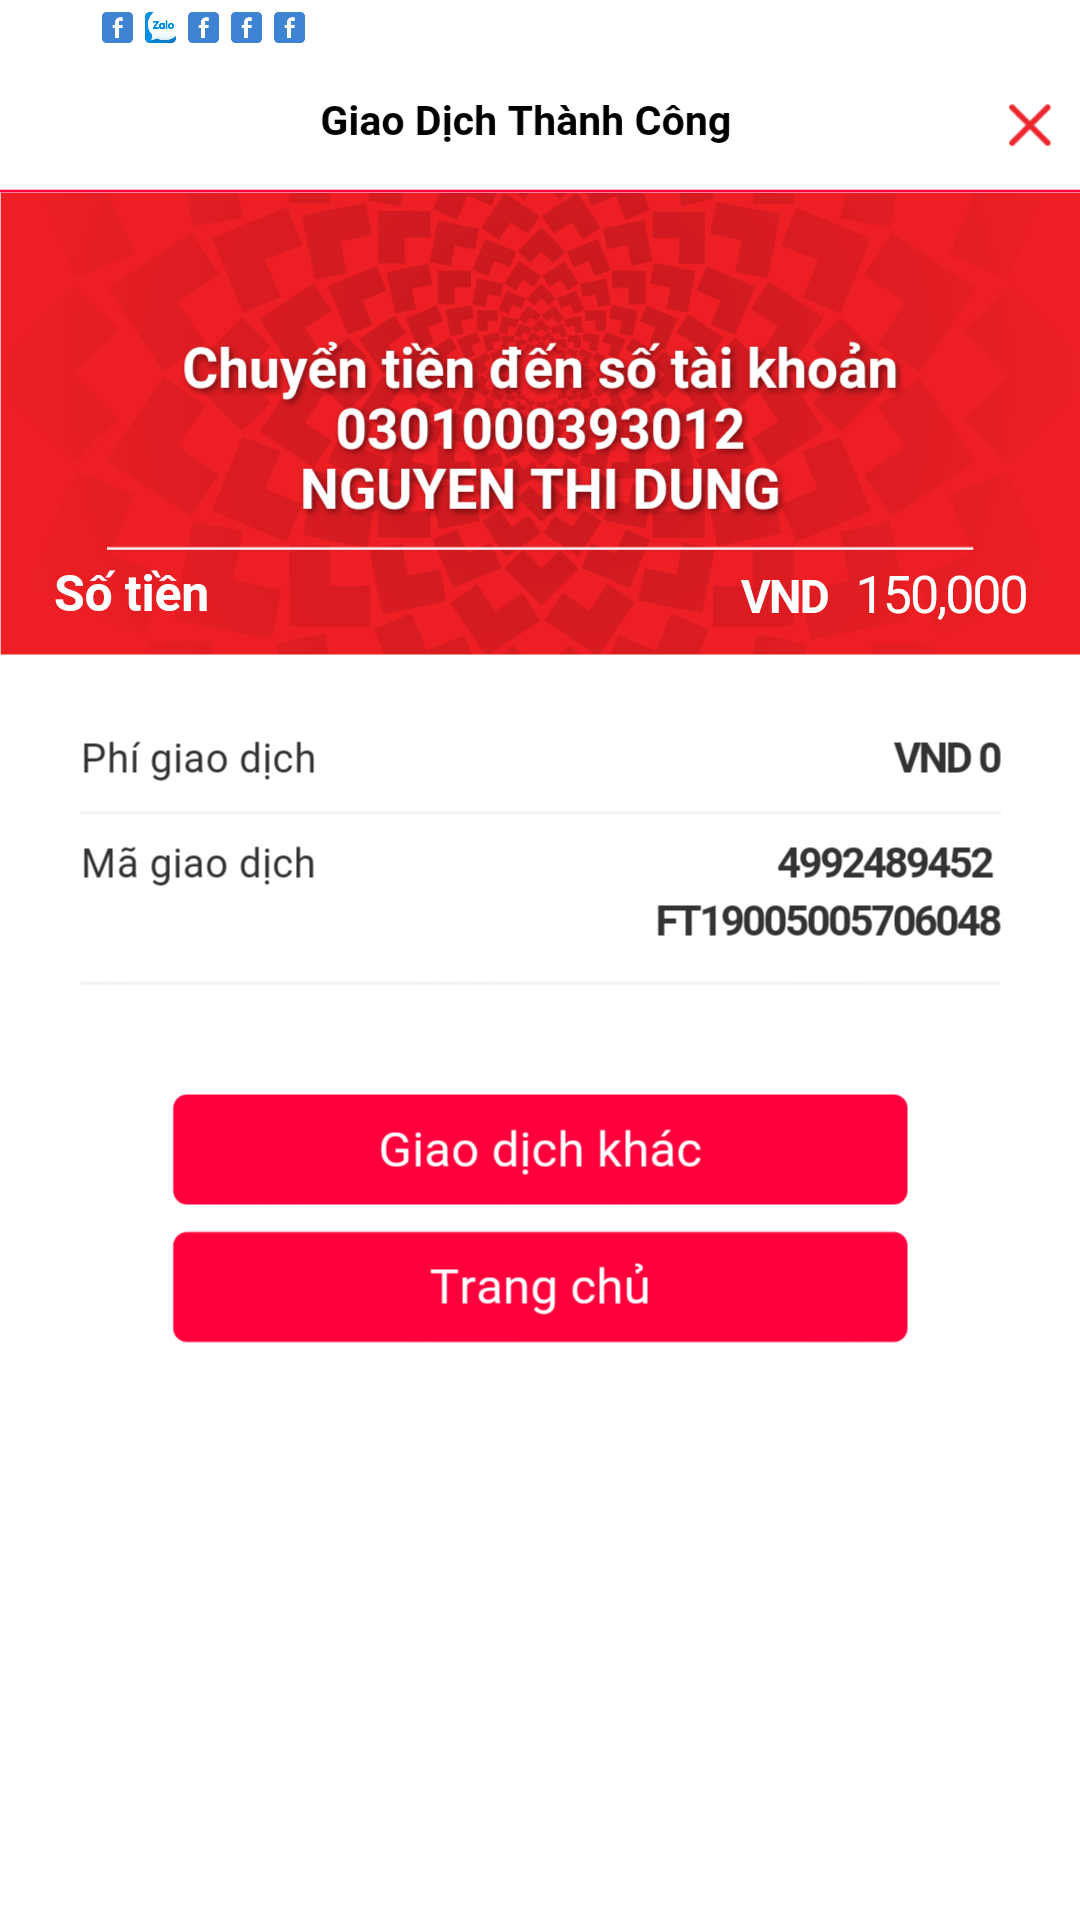 f Zalo f f f
Giao Dịch Thành Công
Chuyển tiền đến số tài khoản
0301000393012
NGUYEN THI DUNG
Số tiền VND 150,000
Phí giao dịch VND 0
Mã giao dịch 4992489452
FT19005005706048
Giao dịch khác
Trang chủ